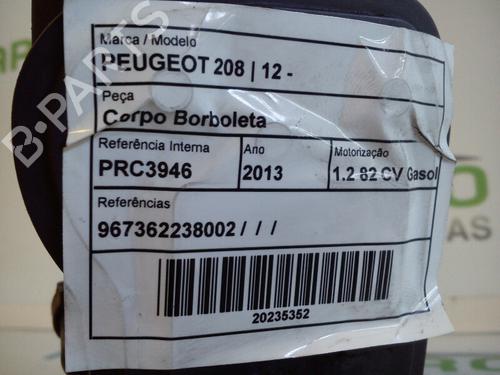 Marca / Modelo
PEUGEOT 208 | 12 -
Peça
Corpo Borboleta
Referência Interna Ano Motorização
PRC3946 2013 1.2 82 CV Gasol
Referências
967362238002 / / /
20235352
B-PARTS